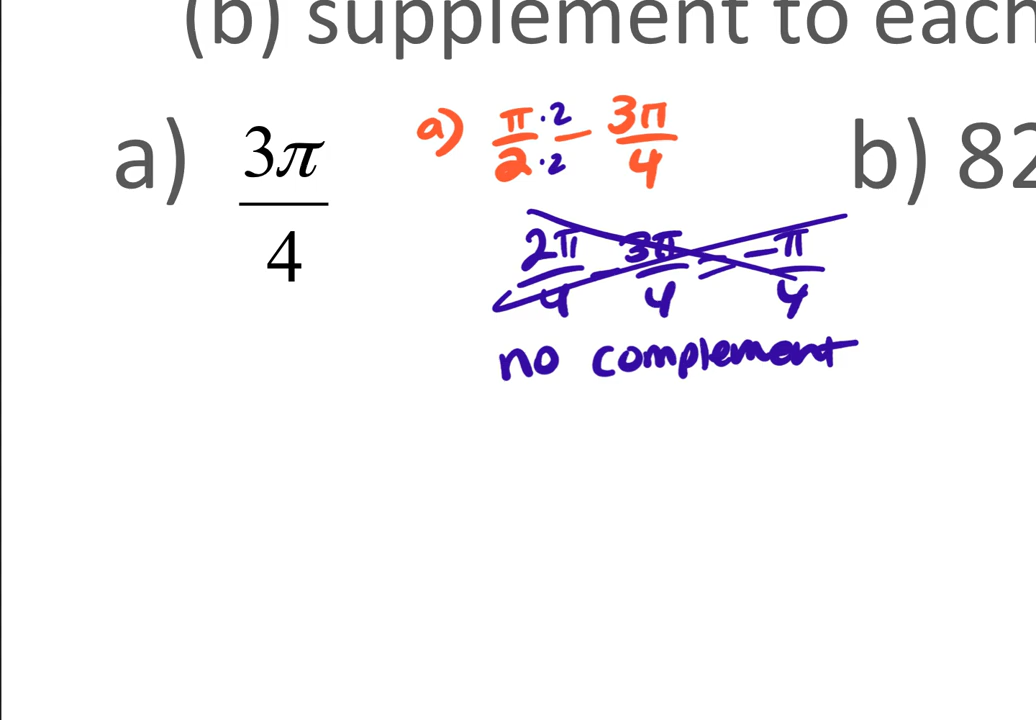 (b) supplement to each
a) 3π/4
a) π·2/2·2 − 3π/4
b) 82
2π/4 − 3π/4 = −π/4
no complement